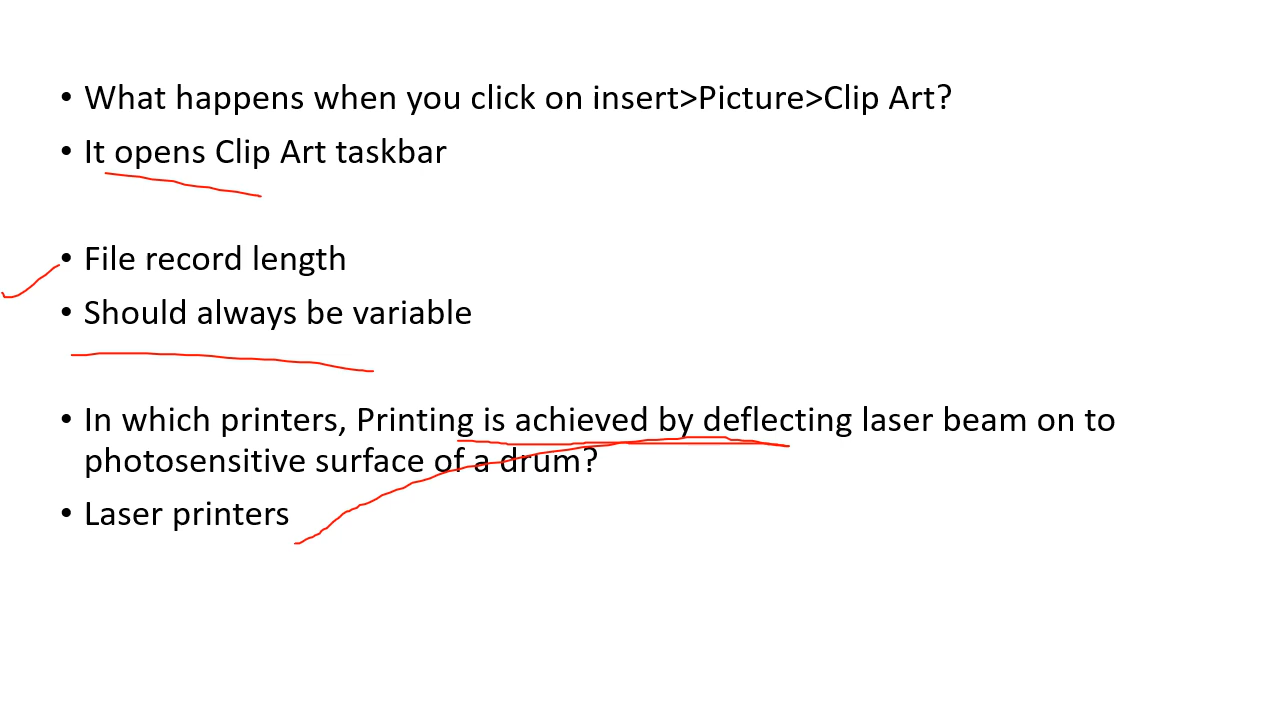 • What happens when you click on insert>Picture>Clip Art?
• It opens Clip Art taskbar
• File record length
• Should always be variable
• In which printers, Printing is achieved by deflecting laser beam on to
photosensitive surface of a drum?
• Laser printers